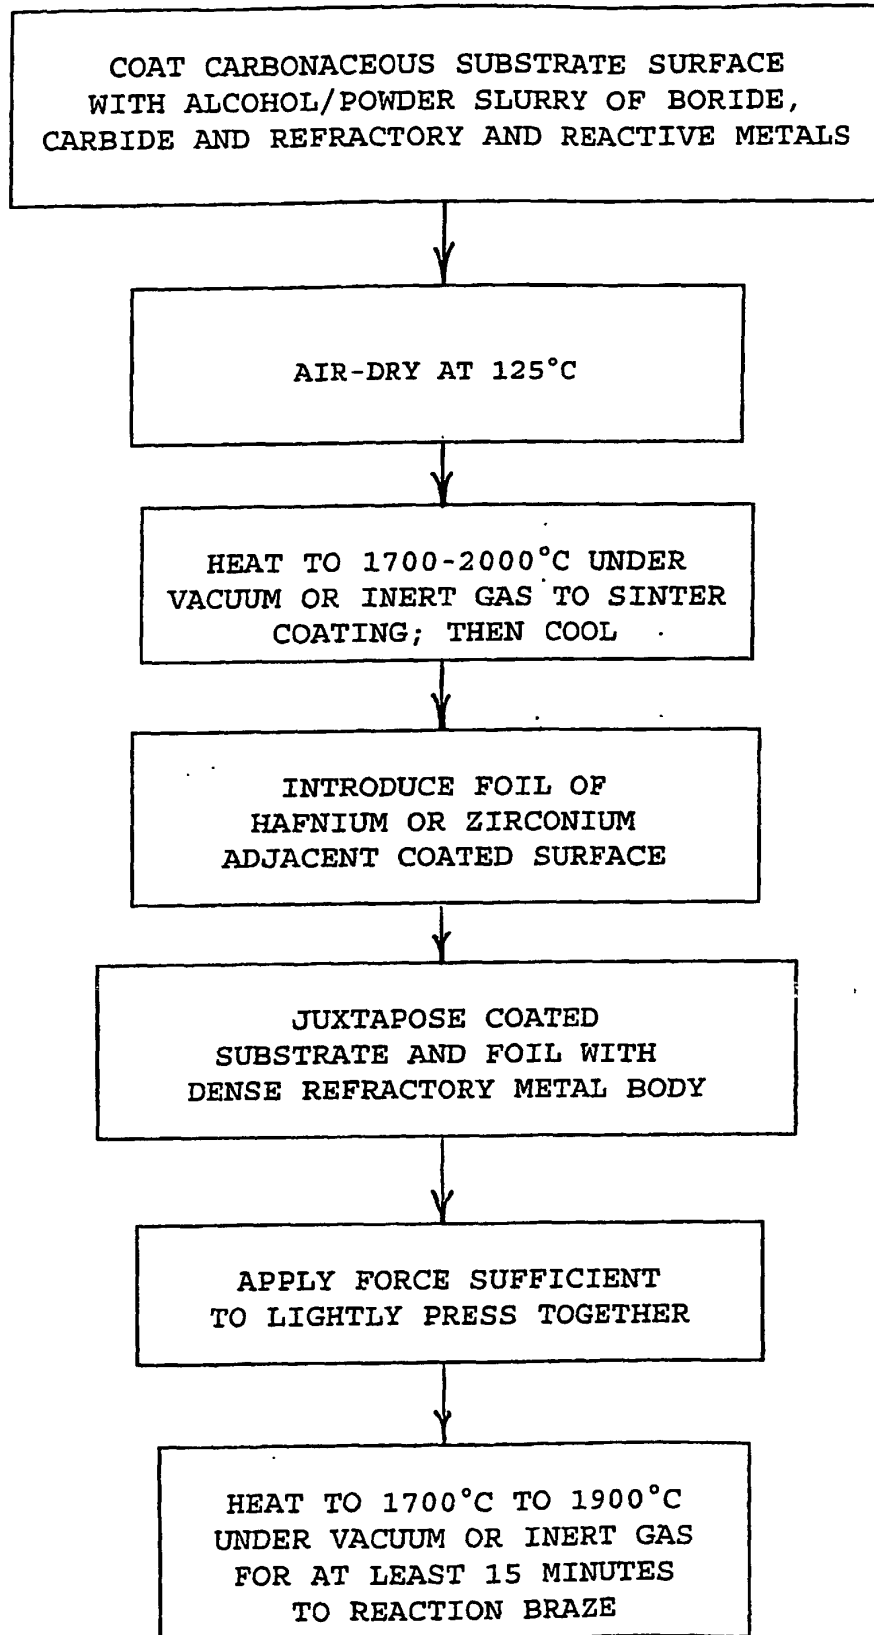 COAT CARBONACEOUS SUBSTRATE SURFACE
WITH ALCOHOL/POWDER SLURRY OF BORIDE,
CARBIDE AND REFRACTORY AND REACTIVE METALS
AIR-DRY AT 125°C
HEAT TO 1700-2000°C UNDER
VACUUM OR INERT GAS TO SINTER
COATING; THEN COOL
INTRODUCE FOIL OF
HAFNIUM OR ZIRCONIUM
ADJACENT COATED SURFACE
JUXTAPOSE COATED
SUBSTRATE AND FOIL WITH
DENSE REFRACTORY METAL BODY
APPLY FORCE SUFFICIENT
TO LIGHTLY PRESS TOGETHER
HEAT TO 1700°C TO 1900°C
UNDER VACUUM OR INERT GAS
FOR AT LEAST 15 MINUTES
TO REACTION BRAZE